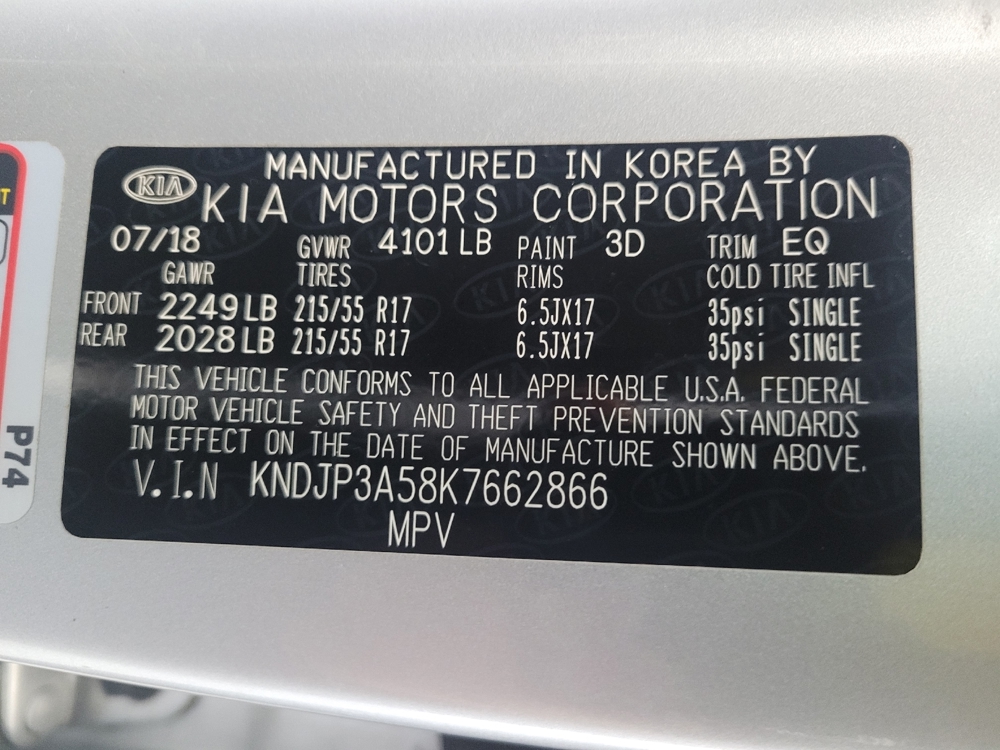 MANUFACTURED IN KOREA BY
KIA KIA MOTORS CORPORATION
07/18 GVWR 4101 LB PAINT 3D TRIM EQ
GAWR TIRES RIMS COLD TIRE INFL
FRONT 2249 LB 215/55 R17 6.5JX17 35psi SINGLE
REAR 2028 LB 215/55 R17 6.5JX17 35psi SINGLE
THIS VEHICLE CONFORMS TO ALL APPLICABLE U.S.A. FEDERAL
MOTOR VEHICLE SAFETY AND THEFT PREVENTION STANDARDS
IN EFFECT ON THE DATE OF MANUFACTURE SHOWN ABOVE.
V.I.N KNDJP3A58K7662866
MPV
P74